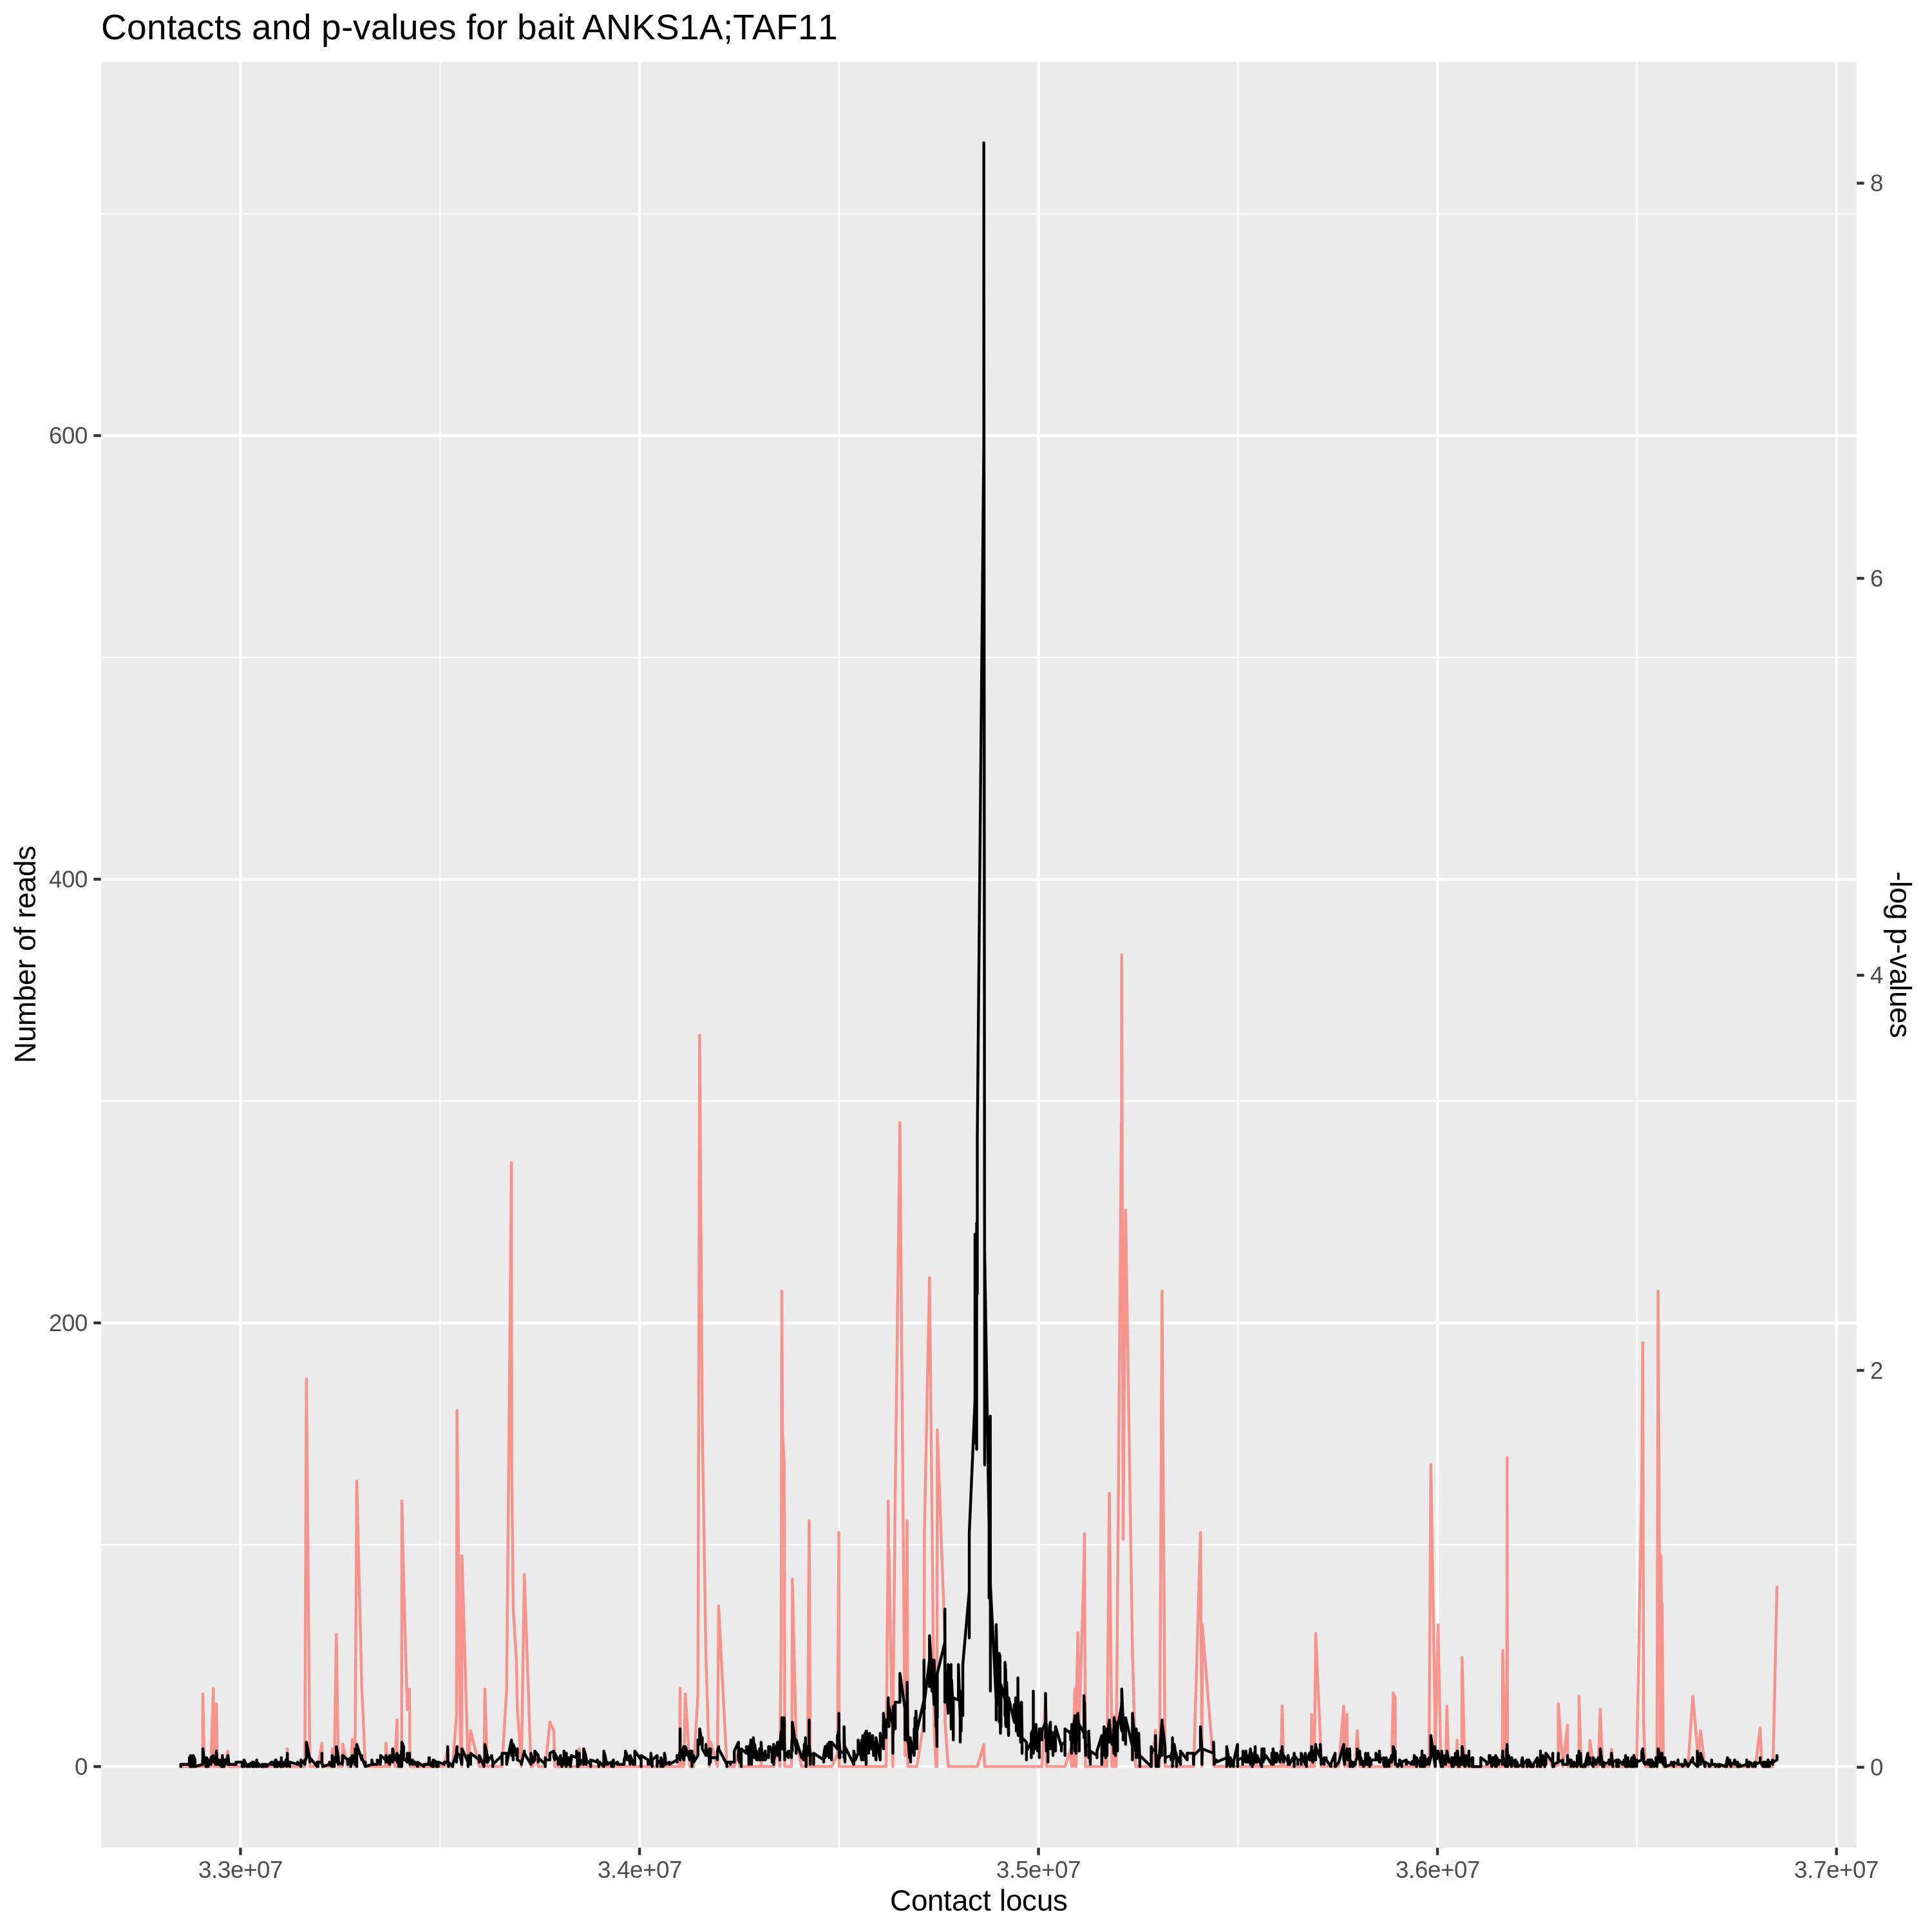 Contacts and p-values for bait ANKS1A;TAF11
Number of reads
600
400
200
0
8
6
4
2
0
-log p-values
3.3e+07
3.4e+07
3.5e+07
3.6e+07
3.7e+07
Contact locus